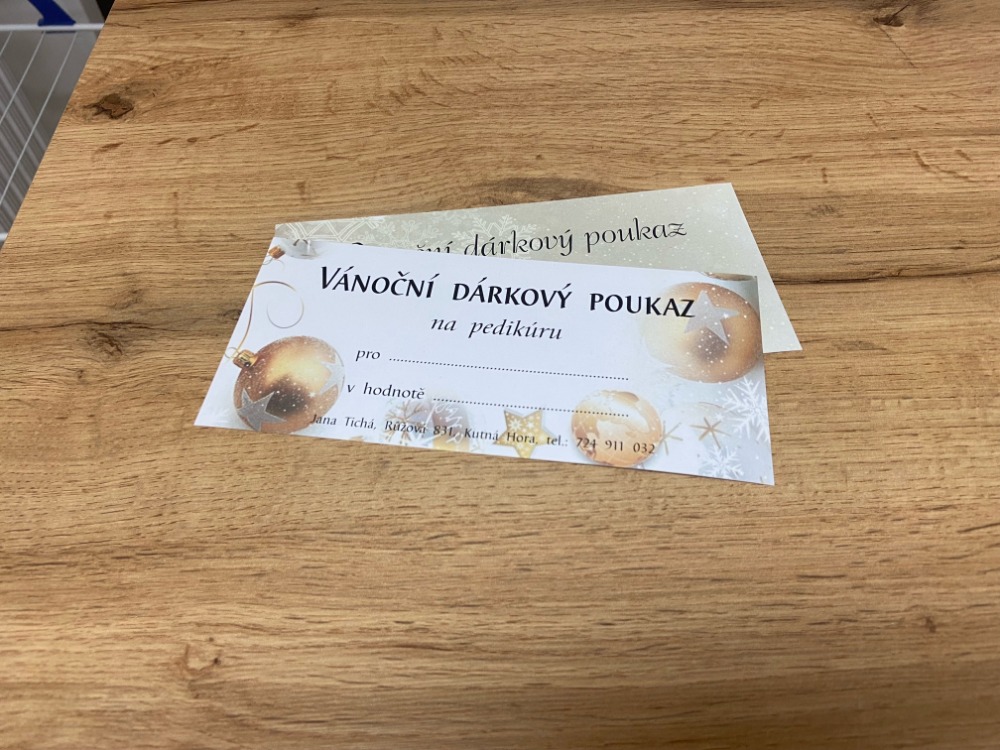 dárkový poukaz
VÁNOČNÍ DÁRKOVÝ POUKAZ
na pedikúru
pro ........................................................
v hodnotě ..............................................
Jana Tichá, Růžová 831, Kutná Hora, tel.: 724 911 032